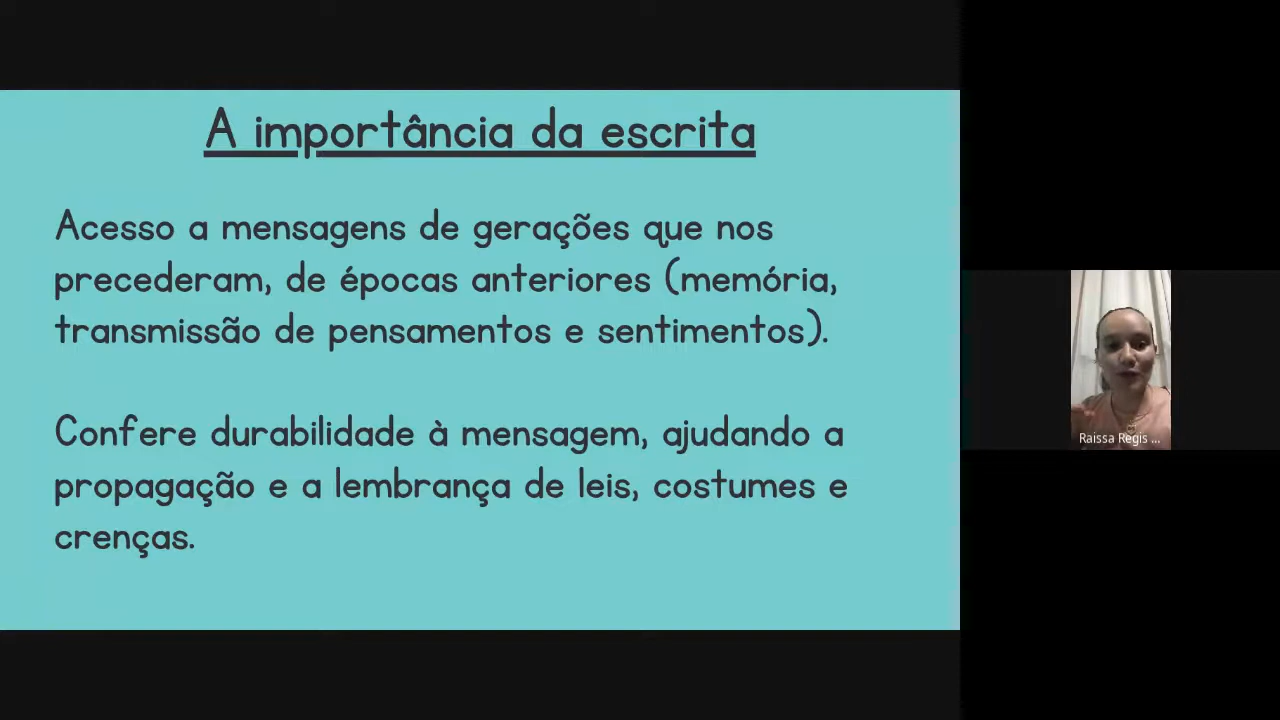 A importância da escrita
Acesso a mensagens de gerações que nos
precederam, de épocas anteriores (memória,
transmissão de pensamentos e sentimentos).
Confere durabilidade à mensagem, ajudando a
propagação e a lembrança de leis, costumes e
crenças.
Raissa Regis ...